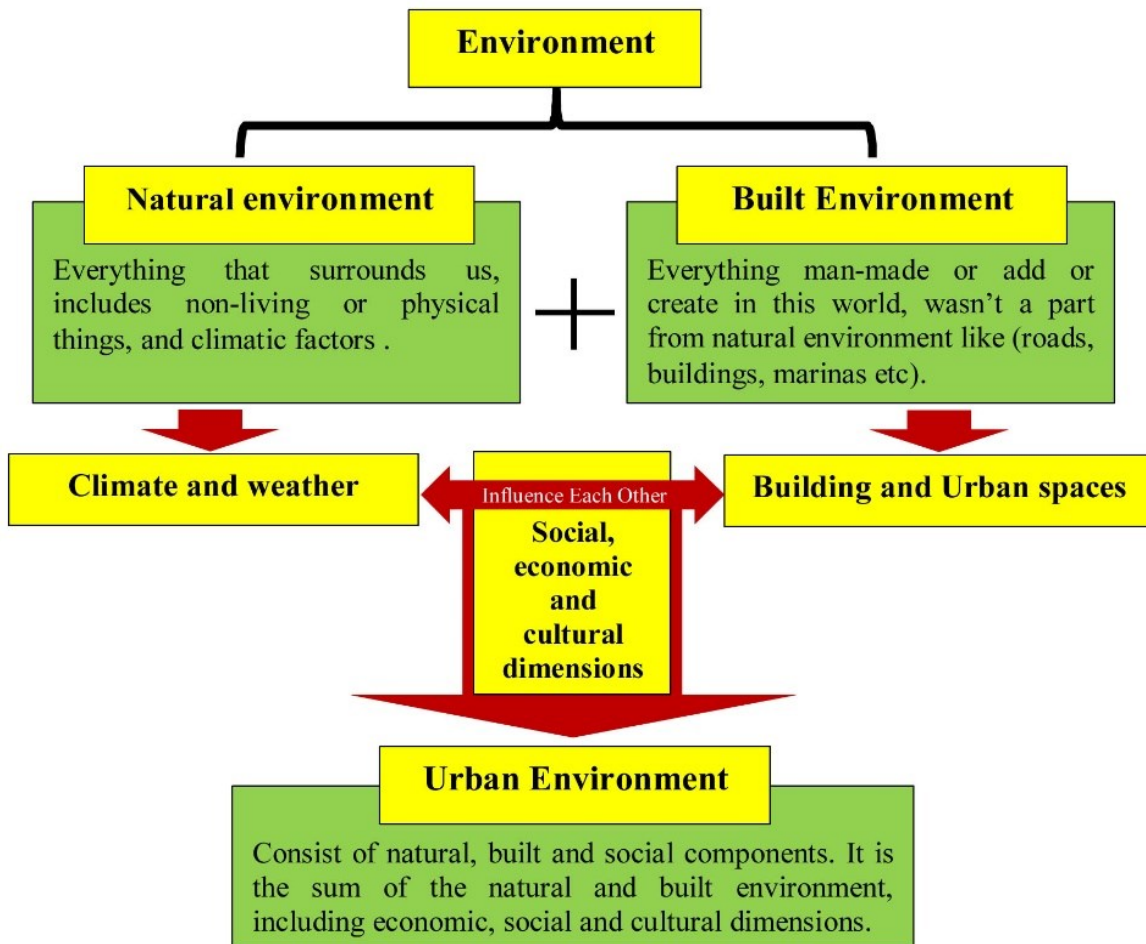 Environment
Natural environment
Everything that surrounds us,
includes non-living or physical
things, and climatic factors .
Built Environment
Everything man-made or add or
create in this world, wasn’t a part
from natural environment like (roads,
buildings, marinas etc).
Climate and weather
Influence Each Other
Building and Urban spaces
Social,
economic
and
cultural
dimensions
Urban Environment
Consist of natural, built and social components. It is
the sum of the natural and built environment,
including economic, social and cultural dimensions.